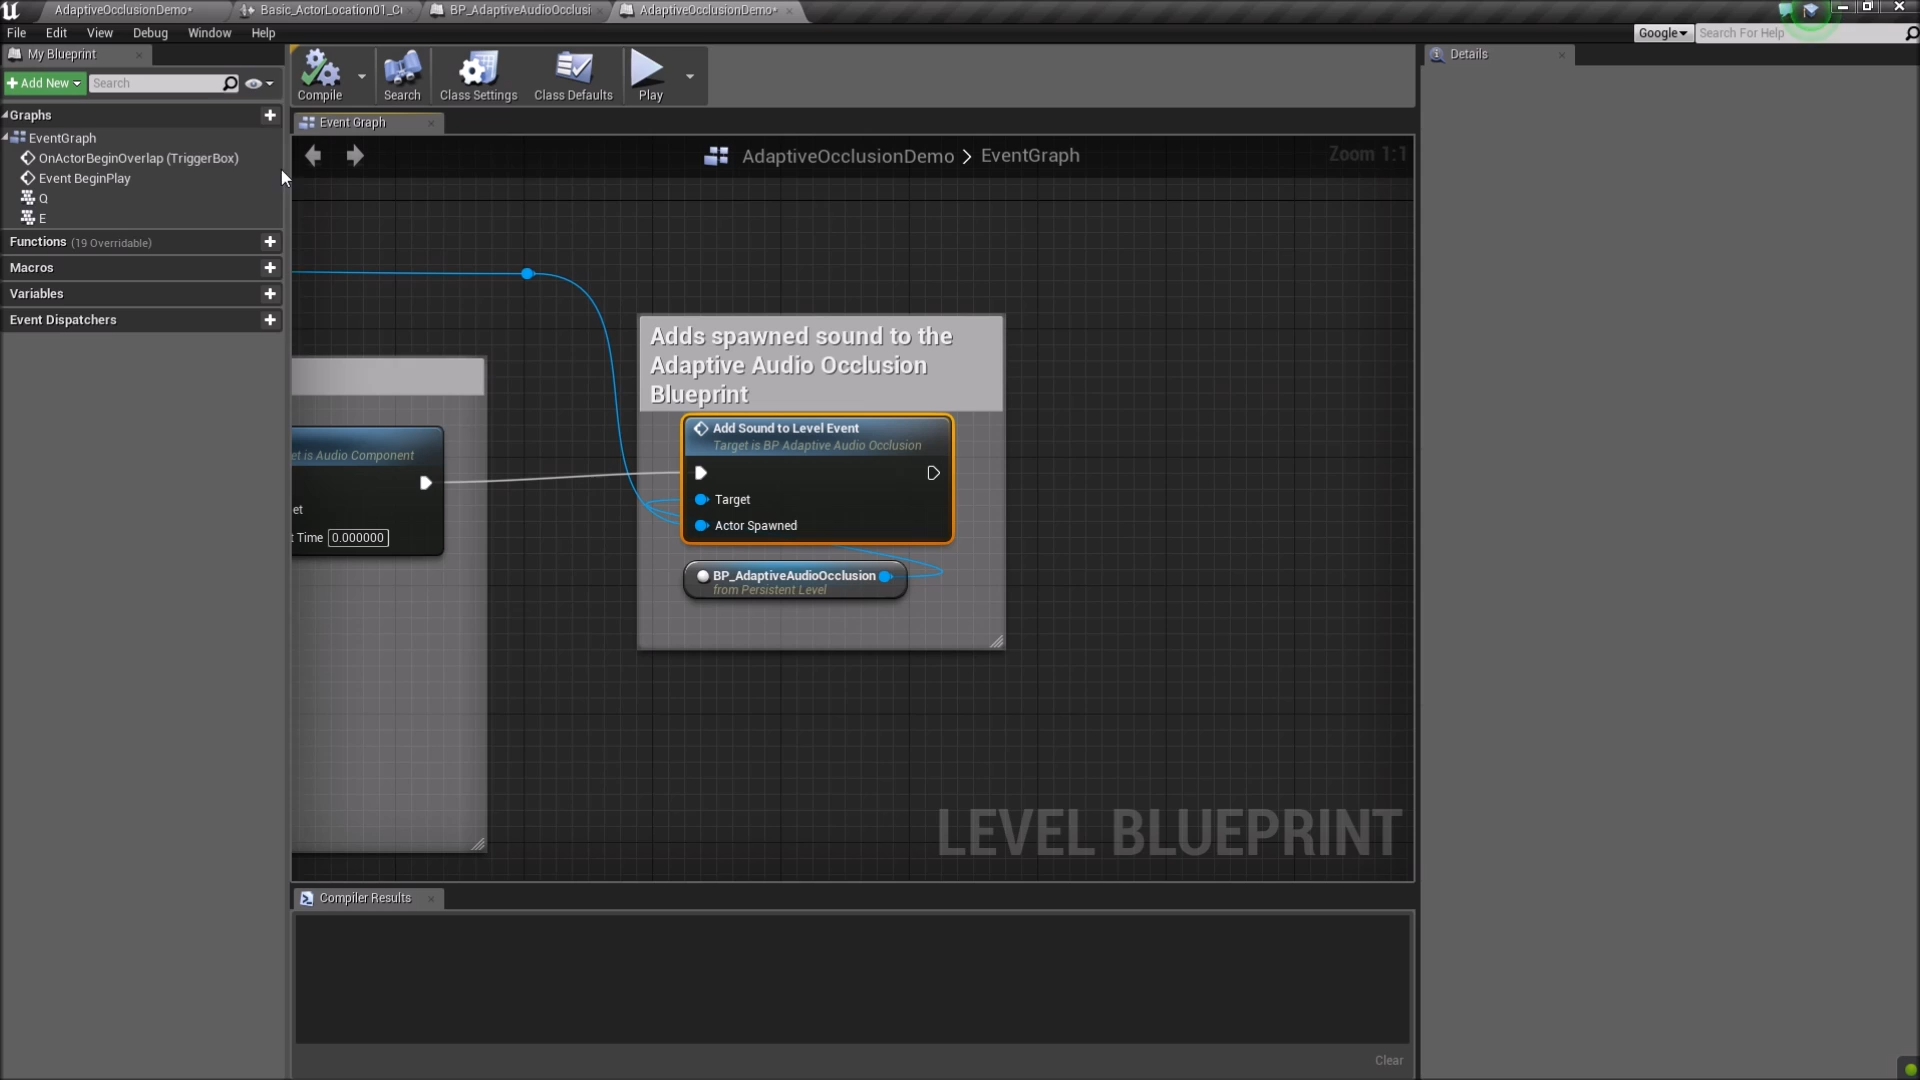 AdaptiveOcclusionDemo*
Basic_ActorLocation01_C
BP_AdaptiveAudioOcclusi
AdaptiveOcclusionDemo*
File Edit View Debug Window Help
Google
Search For Help
My Blueprint
Details
Add New
Search
Compile
Search
Class Settings
Class Defaults
Play
Graphs
Event Graph
EventGraph
OnActorBeginOverlap (TriggerBox)
Event BeginPlay
Q
E
Functions (19 Overridable)
Macros
Variables
Event Dispatchers
AdaptiveOcclusionDemo > EventGraph
Zoom 1:1
Adds spawned sound to the
Adaptive Audio Occlusion
Blueprint
Add Sound to Level Event
Target is BP Adaptive Audio Occlusion
Target
Actor Spawned
BP_AdaptiveAudioOcclusion
from Persistent Level
et is Audio Component
et
t Time 0.000000
LEVEL BLUEPRINT
Compiler Results
Clear